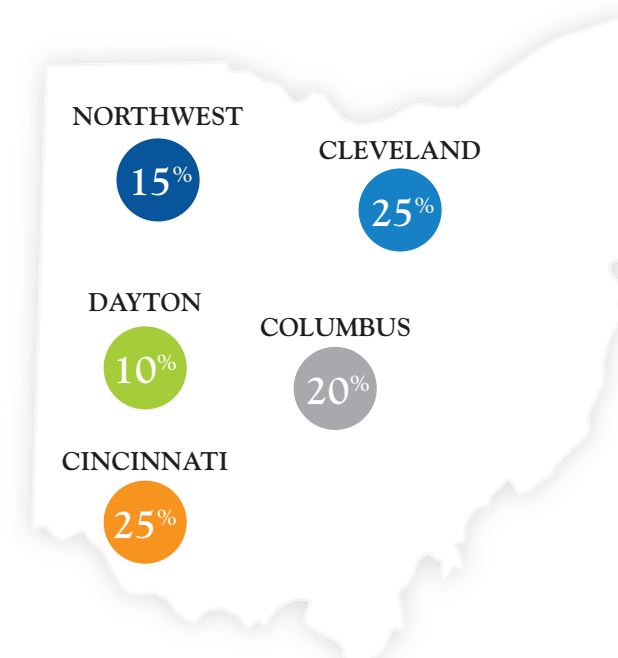 NORTHWEST
15%
CLEVELAND
25%
DAYTON
10%
COLUMBUS
20%
CINCINNATI
25%